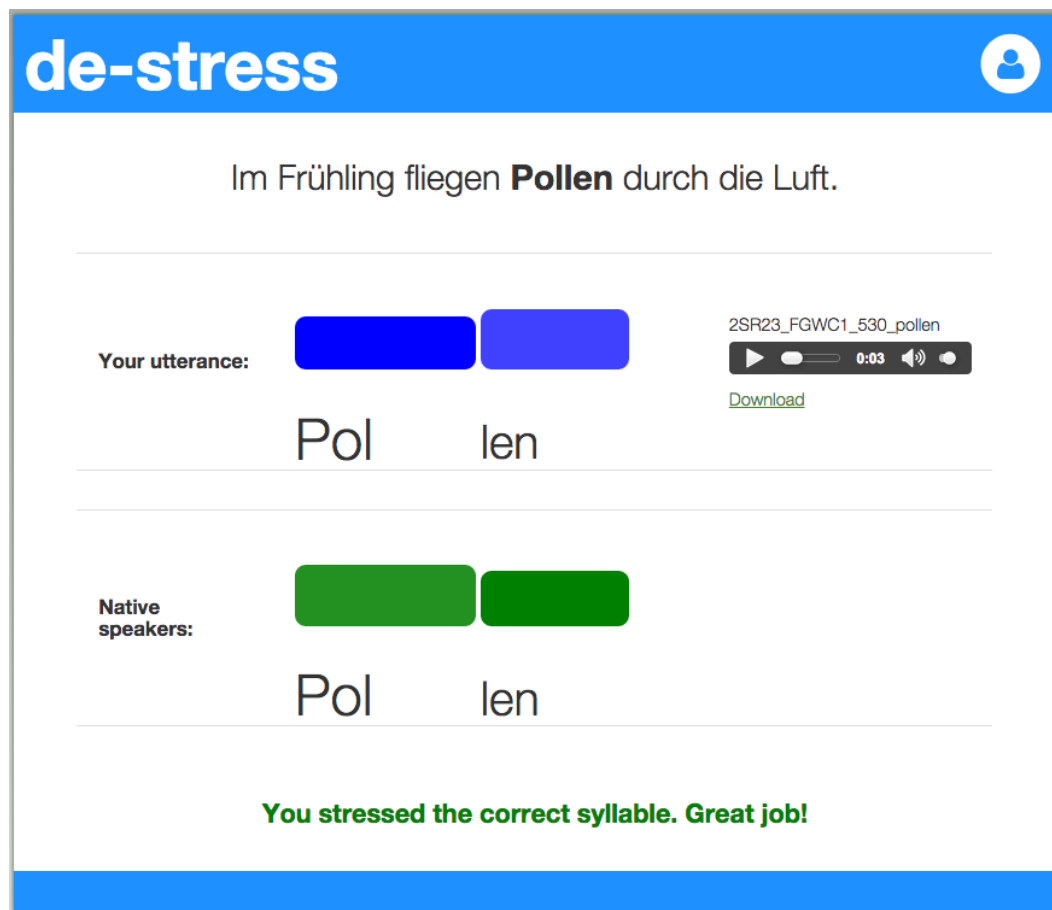 de-stress
Im Frühling fliegen Pollen durch die Luft.
2SR23_FGWC1_530_pollen
Your utterance:
0:03
Download
Pol len
Native
speakers:
Pol len
You stressed the correct syllable. Great job!